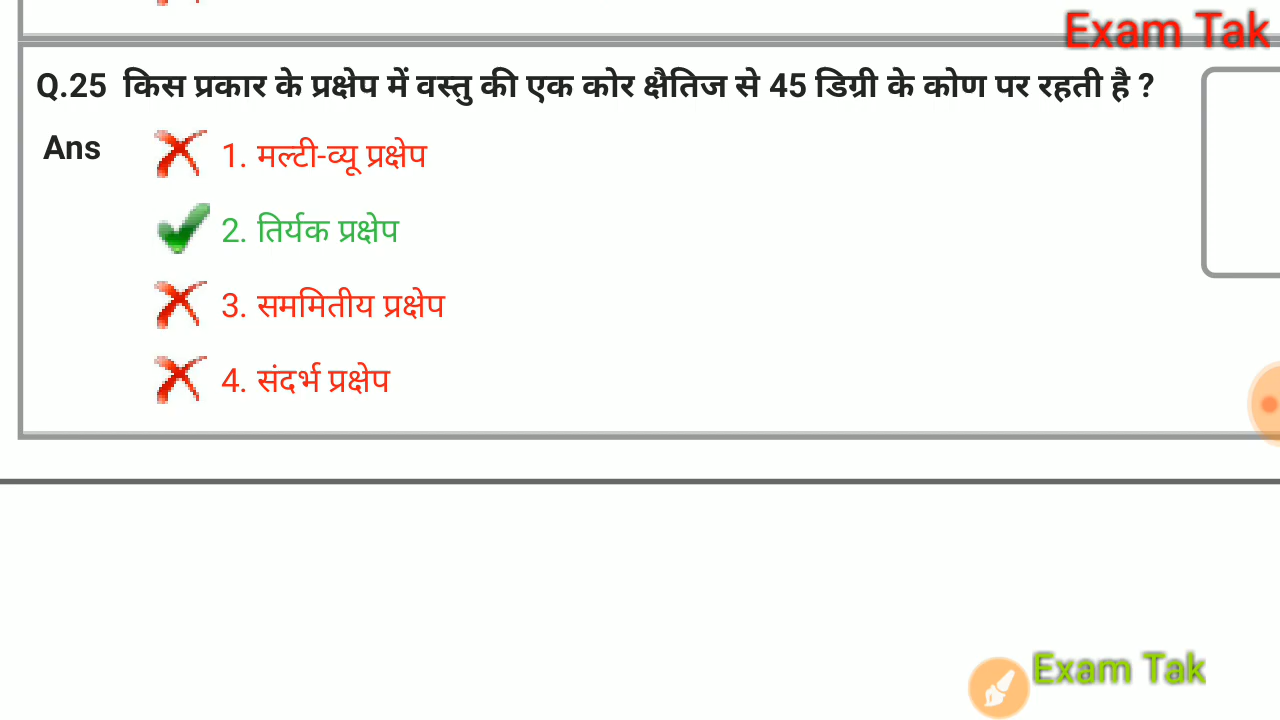 Exam Tak
Q.25 किस प्रकार के प्रक्षेप में वस्तु की एक कोर क्षैतिज से 45 डिग्री के कोण पर रहती है ?
Ans 1. मल्टी-व्यू प्रक्षेप
2. तिर्यक प्रक्षेप
3. सममितीय प्रक्षेप
4. संदर्भ प्रक्षेप
Exam Tak